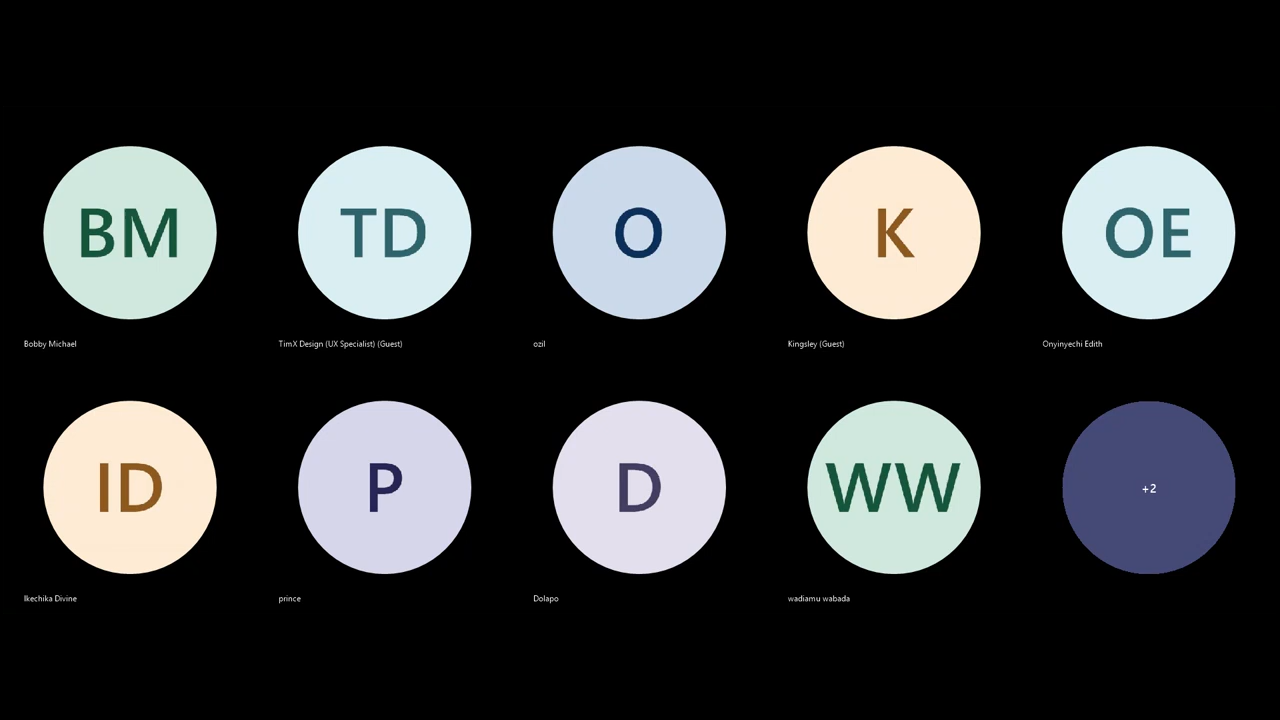 BM
TD
O
K
OE
Bobby Michael
TimX Design (UX Specialist) (Guest)
ozil
Kingsley (Guest)
Onyinyechi Edith
ID
P
D
WW
+2
Ikechika Divine
prince
Dolapo
wadiamu wabada